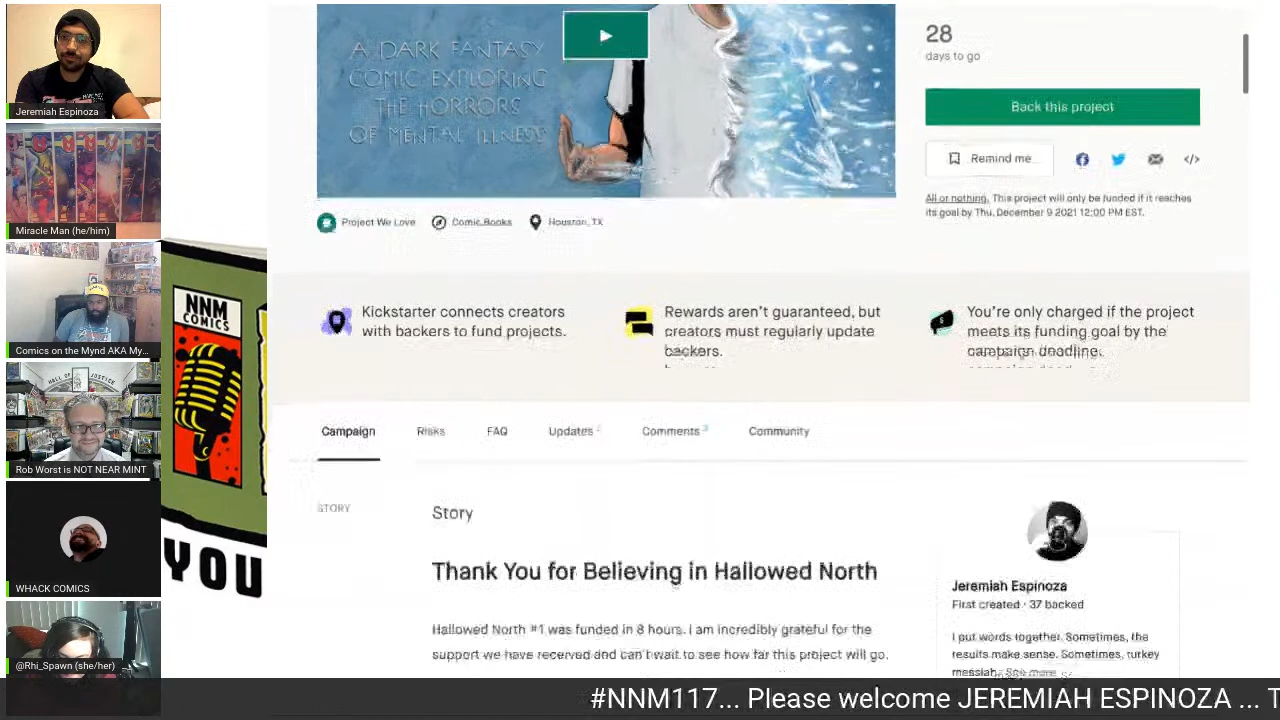 Jeremiah Espinoza
Miracle Man (he/him)
Comics on the Mynd AKA My...
HALL OF JUSTICE
Rob Worst is NOT NEAR MINT
WHACK COMICS
@Rhi_Spawn (she/her)
NNM
COMICS
YOU
A DARK FANTASY
COMIC EXPLORING
THE HORRORS
OF MENTAL ILLNESS
28
days to go
Back this project
Remind me
All or nothing. This project will only be funded if it reaches
its goal by Thu, December 9 2021 12:00 PM EST.
Project We Love
Comic Books
Houston, TX
Kickstarter connects creators
with backers to fund projects.
Rewards aren't guaranteed, but
creators must regularly update
backers.
You're only charged if the project
meets its funding goal by the
campaign deadline.
Campaign
Risks
FAQ
Updates
Comments 3
Community
STORY
Story
Thank You for Believing in Hallowed North
Hallowed North #1 was funded in 8 hours. I am incredibly grateful for the
support we have received and can't wait to see how far this project will go.
Jeremiah Espinoza
First created · 37 backed
I put words together. Sometimes, the
results make sense. Sometimes, turkey
messiah. See more
#NNM117... Please welcome JEREMIAH ESPINOZA ... T